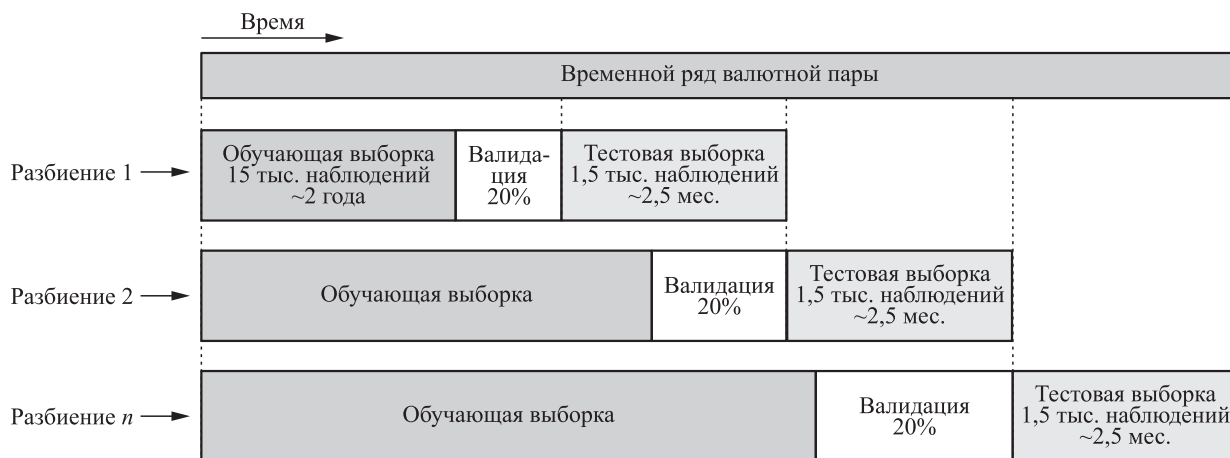 Время
Временной ряд валютной пары
Разбиение 1
Обучающая выборка
15 тыс. наблюдений
~2 года
Валида-
ция
20%
Тестовая выборка
1,5 тыс. наблюдений
~2,5 мес.
Разбиение 2
Обучающая выборка
Валидация
20%
Тестовая выборка
1,5 тыс. наблюдений
~2,5 мес.
Разбиение n
Обучающая выборка
Валидация
20%
Тестовая выборка
1,5 тыс. наблюдений
~2,5 мес.